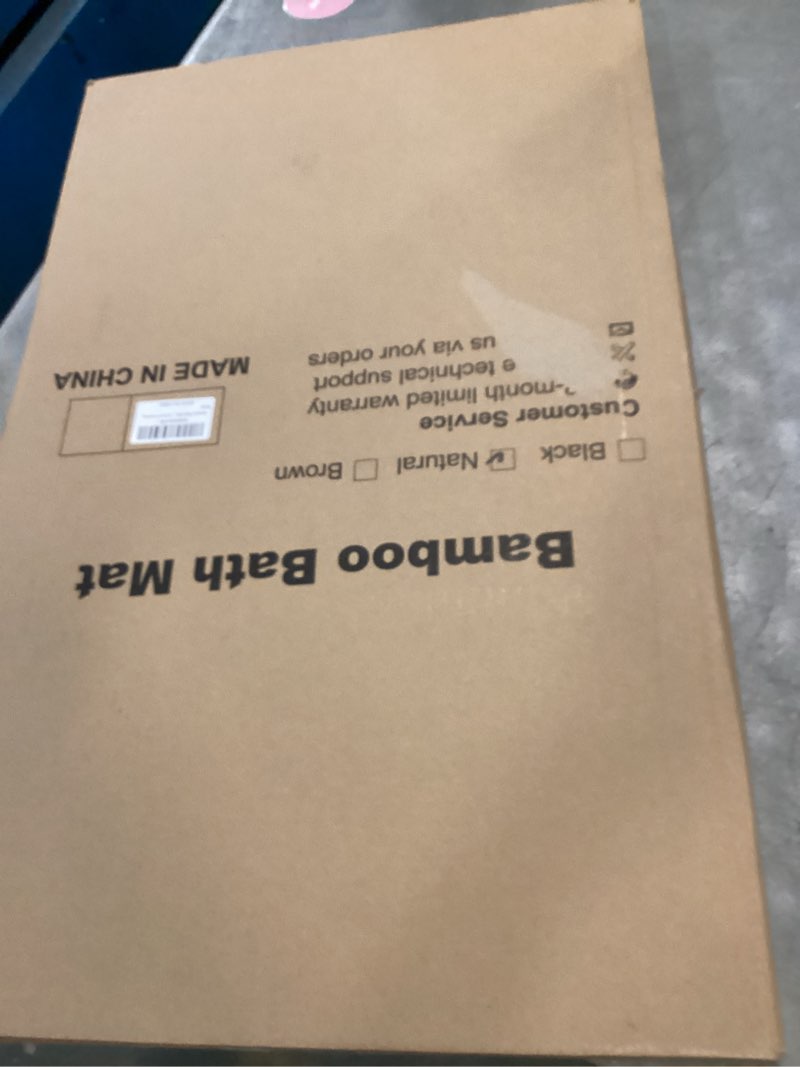 Bamboo Bath Mat
Black Natural Brown
Customer Service
-month limited warranty
e technical support
us via your orders
MADE IN CHINA